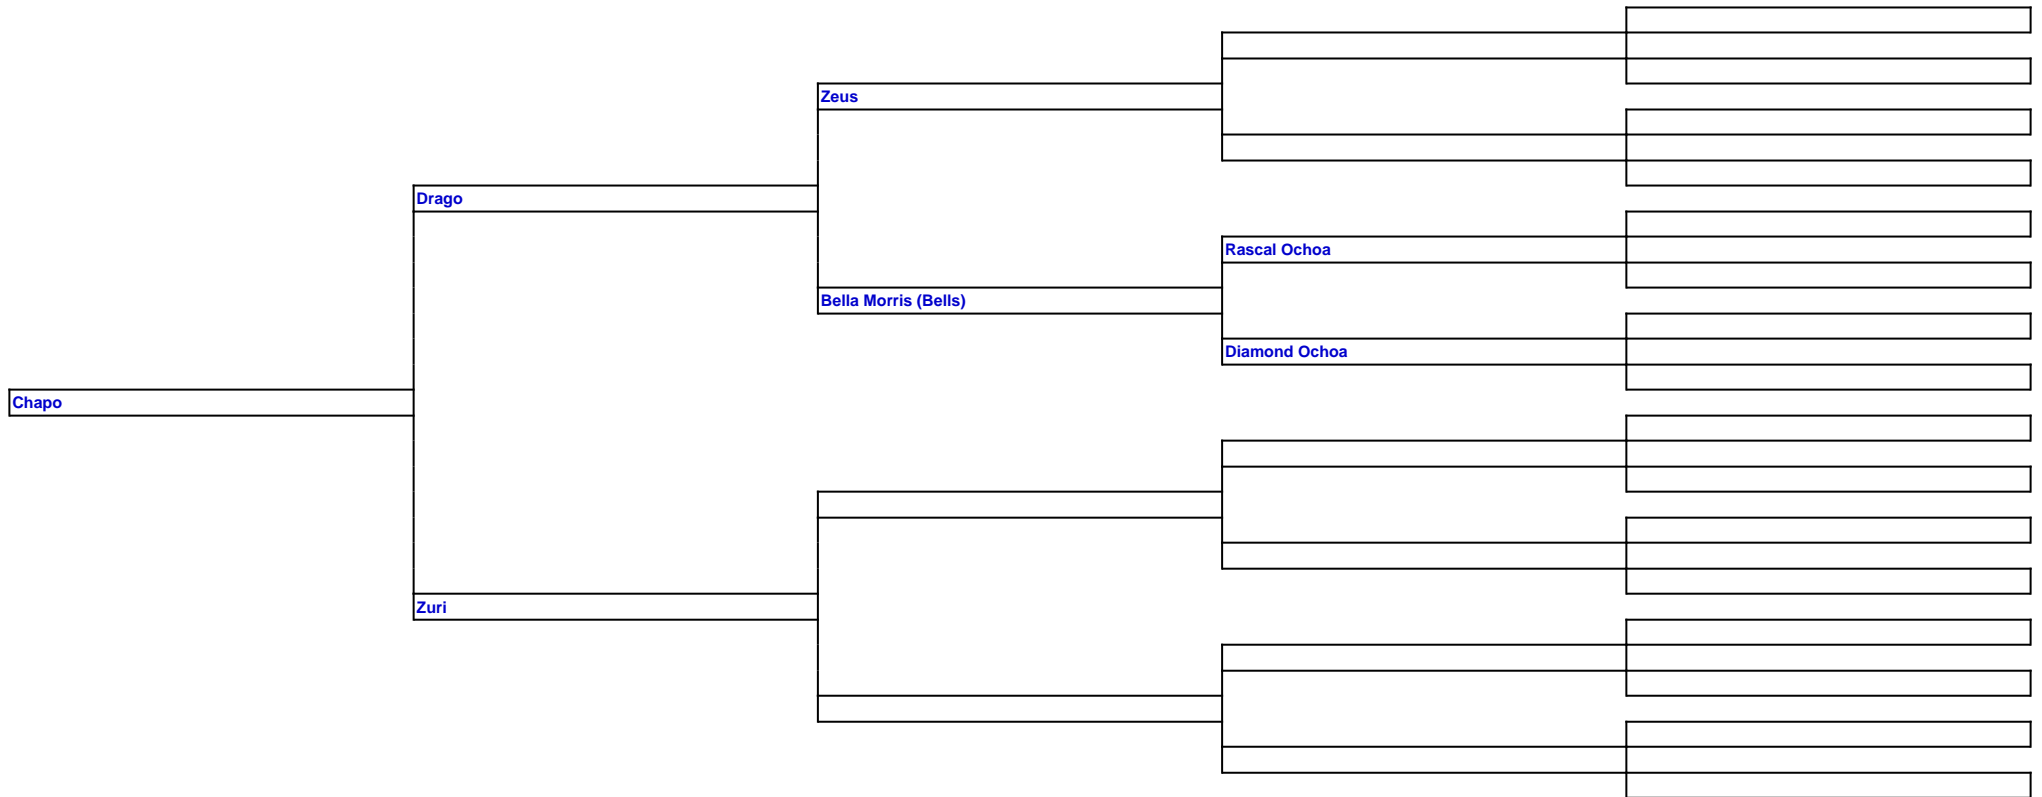 Zeus
Drago
Rascal Ochoa
Bella Morris (Bells)
Diamond Ochoa
Chapo
Zuri